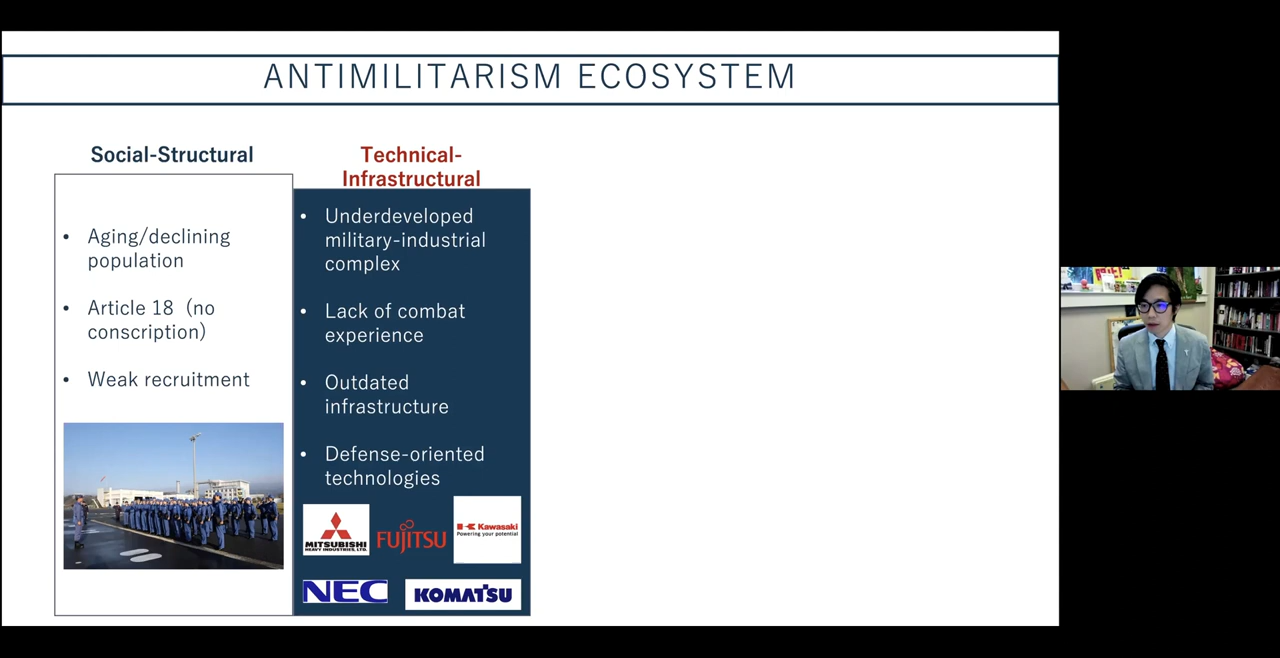 ANTIMILITARISM ECOSYSTEM
Social-Structural
• Aging/declining
population
• Article 18 (no
conscription)
• Weak recruitment
Technical-
Infrastructural
• Underdeveloped
military-industrial
complex
• Lack of combat
experience
• Outdated
infrastructure
• Defense-oriented
technologies
MITSUBISHI
HEAVY INDUSTRIES, LTD.
FUJITSU
Kawasaki
Powering your potential
NEC
KOMATSU